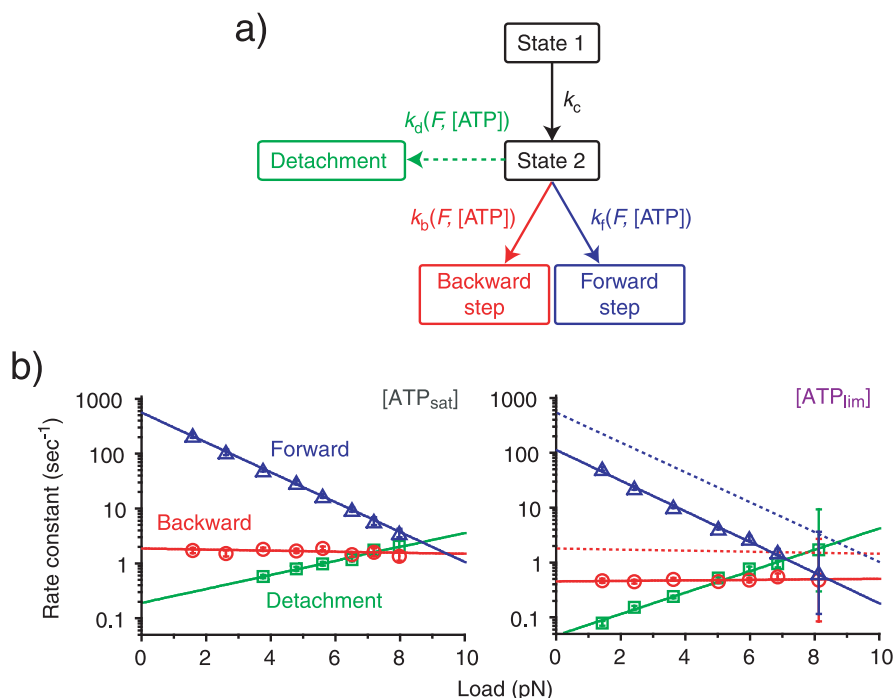 a)
State 1
k_c
k_d(F, [ATP])
Detachment
State 2
k_b(F, [ATP])
k_f(F, [ATP])
Backward
step
Forward
step
b)
Rate constant (sec⁻¹)
1000
100
10
1
0.1
[ATP_sat]
Forward
Backward
Detachment
0 2 4 6 8 10
1000
100
10
1
0.1
[ATP_lim]
0 2 4 6 8 10
Load (pN)